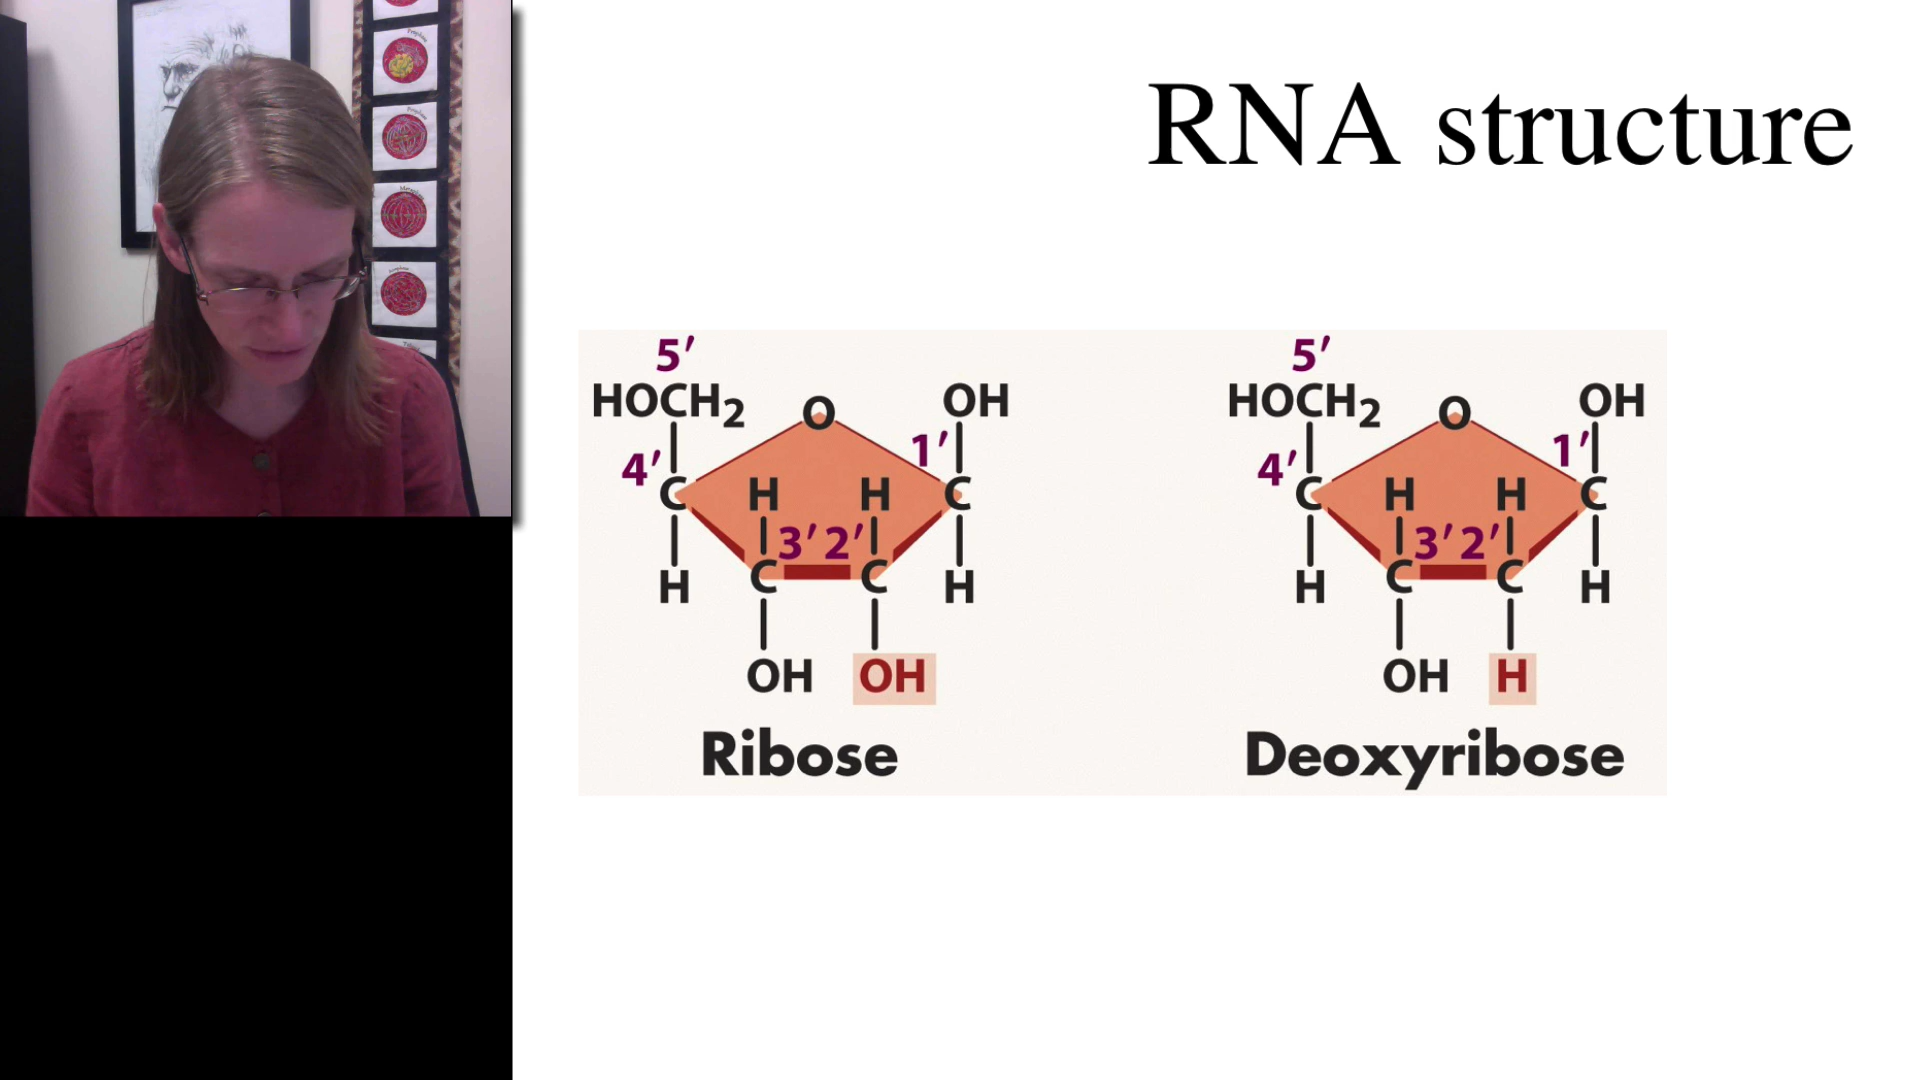 RNA structure
5′ 5′
HOCH2 O OH HOCH2 O OH
4′ 1′ 4′ 1′
C H H C C H H C
3′ 2′ 3′ 2′
H C C H H C C H
OH OH OH H
Ribose Deoxyribose